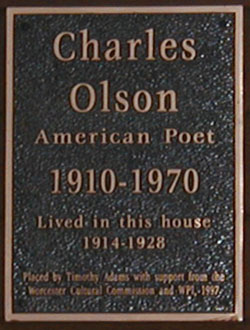 Charles
Olson
American Poet
1910-1970
Lived in this house
1914-1928
Placed by Timothy Adams with support from the
Worcester Cultural Commission and WPL-1997